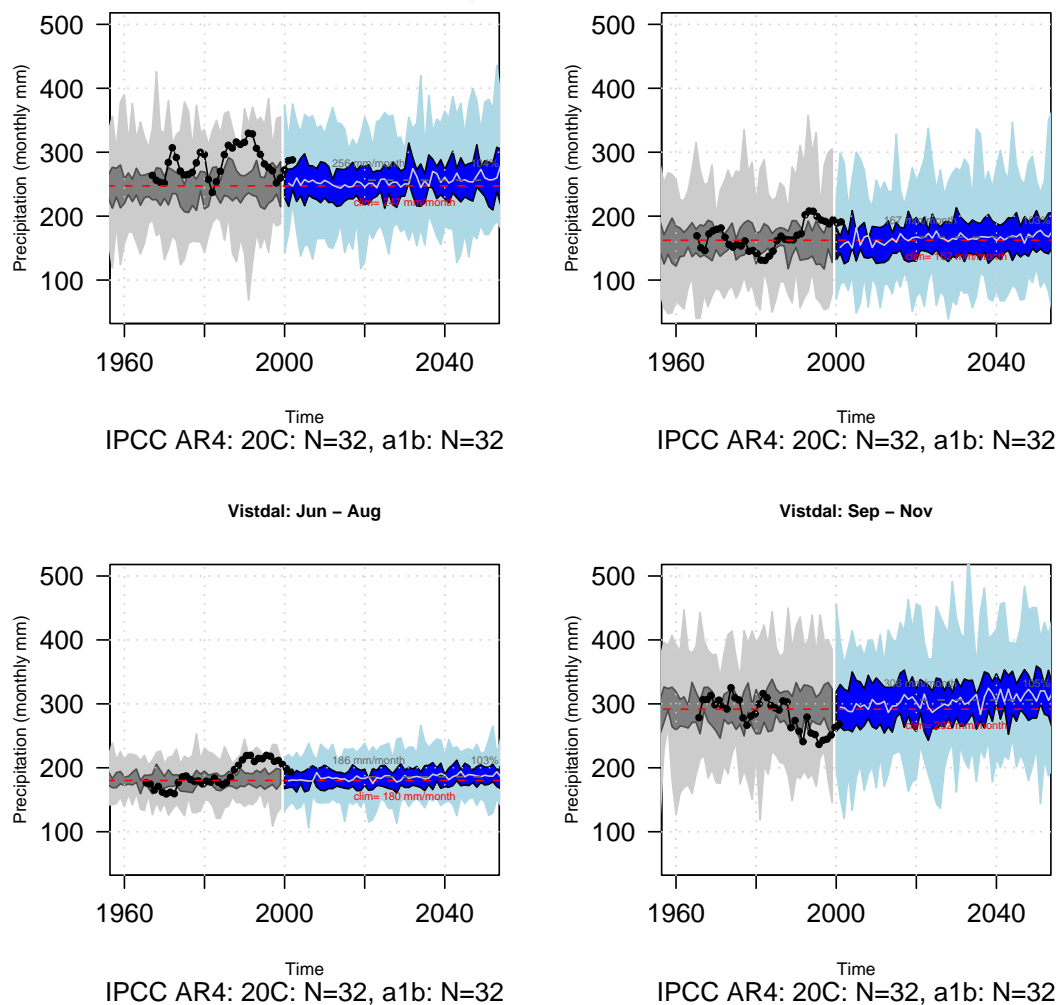 500
400
300
200
100
Precipitation (monthly mm)
256 mm/month
1960
2000
2040
Time
IPCC AR4: 20C: N=32, a1b: N=32
500
400
300
200
100
Precipitation (monthly mm)
1960
2000
2040
Time
IPCC AR4: 20C: N=32, a1b: N=32
Vistdal: Jun − Aug
500
400
300
200
100
Precipitation (monthly mm)
186 mm/month
103%
clim= 180 mm/month
1960
2000
2040
Time
IPCC AR4: 20C: N=32, a1b: N=32
Vistdal: Sep − Nov
500
400
300
200
100
Precipitation (monthly mm)
1960
2000
2040
Time
IPCC AR4: 20C: N=32, a1b: N=32